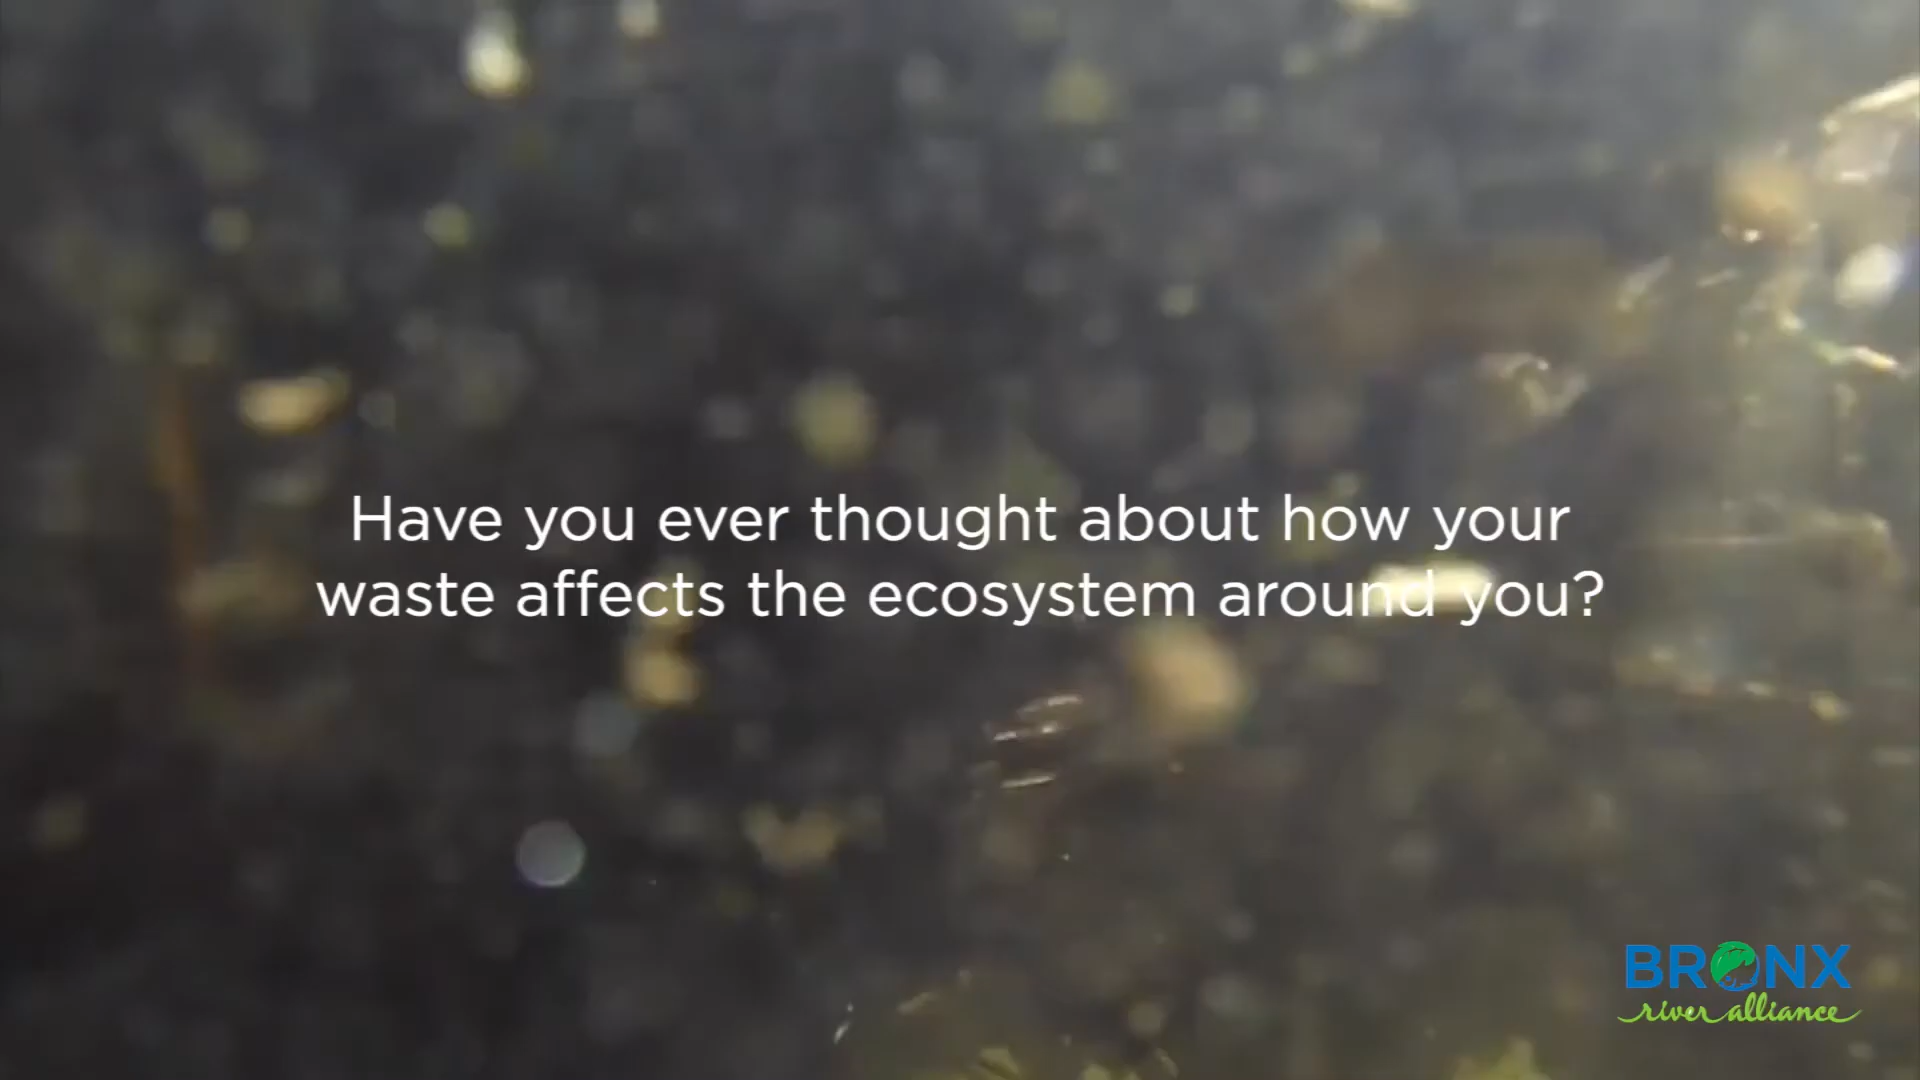 Have you ever thought about how your
waste affects the ecosystem around you?
BRONX
river alliance